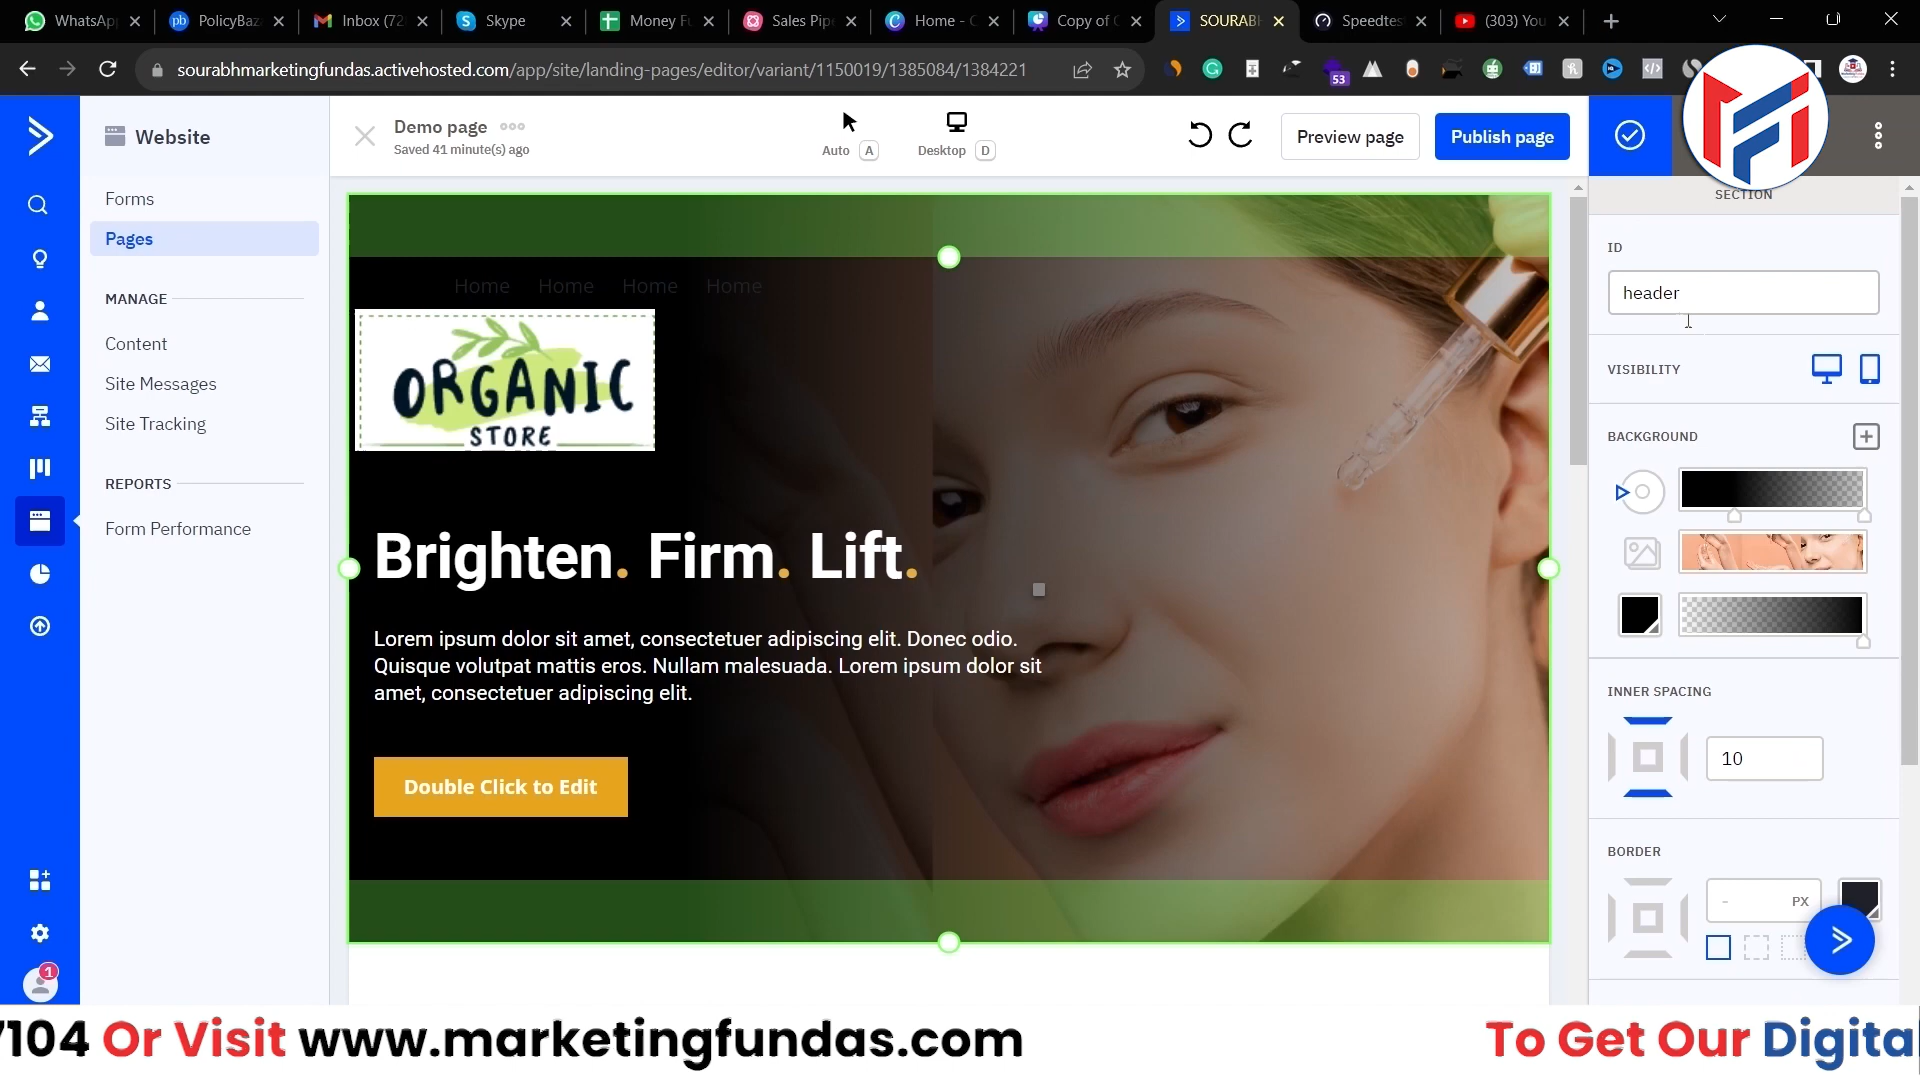 WhatsApp
PolicyBaz
Inbox (72
Skype
Money Fu
Sales Pip
Home - C
Copy of C
SOURABH
Speedtes
(303) You
sourabhmarketingfundas.activehosted.com/app/site/landing-pages/editor/variant/1150019/1385084/1384221
53
Website
Forms
Pages
MANAGE
Content
Site Messages
Site Tracking
REPORTS
Form Performance
1
Demo page
Saved 41 minute(s) ago
Auto A
Desktop D
Preview page
Publish page
Home Home Home Home
ORGANIC
STORE
Brighten. Firm. Lift.
Lorem ipsum dolor sit amet, consectetuer adipiscing elit. Donec odio.
Quisque volutpat mattis eros. Nullam malesuada. Lorem ipsum dolor sit
amet, consectetuer adipiscing elit.
Double Click to Edit
SECTION
ID
header
VISIBILITY
BACKGROUND
INNER SPACING
10
BORDER
- PX
7104 Or Visit www.marketingfundas.com
To Get Our Digita